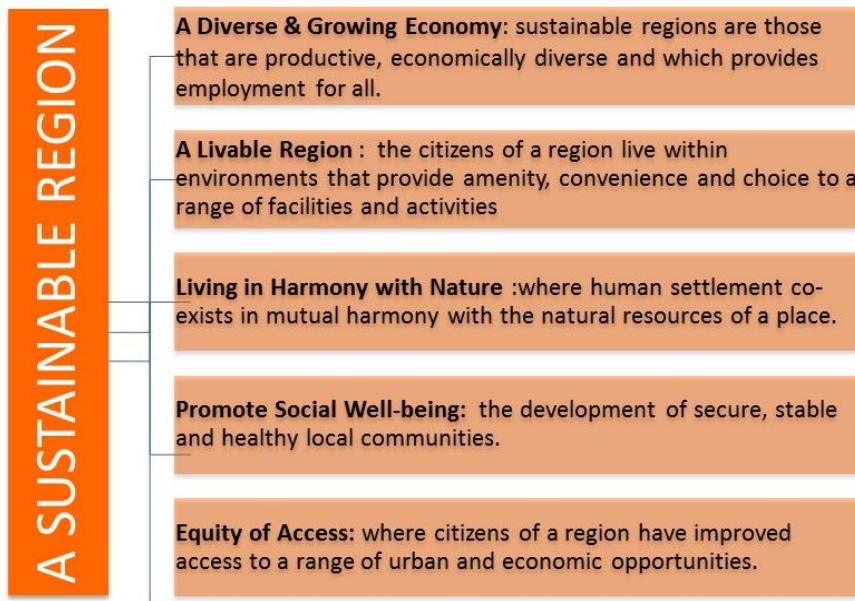 A SUSTAINABLE REGION
A Diverse & Growing Economy: sustainable regions are those
that are productive, economically diverse and which provides
employment for all.
A Livable Region : the citizens of a region live within
environments that provide amenity, convenience and choice to a
range of facilities and activities
Living in Harmony with Nature :where human settlement co-
exists in mutual harmony with the natural resources of a place.
Promote Social Well-being: the development of secure, stable
and healthy local communities.
Equity of Access: where citizens of a region have improved
access to a range of urban and economic opportunities.